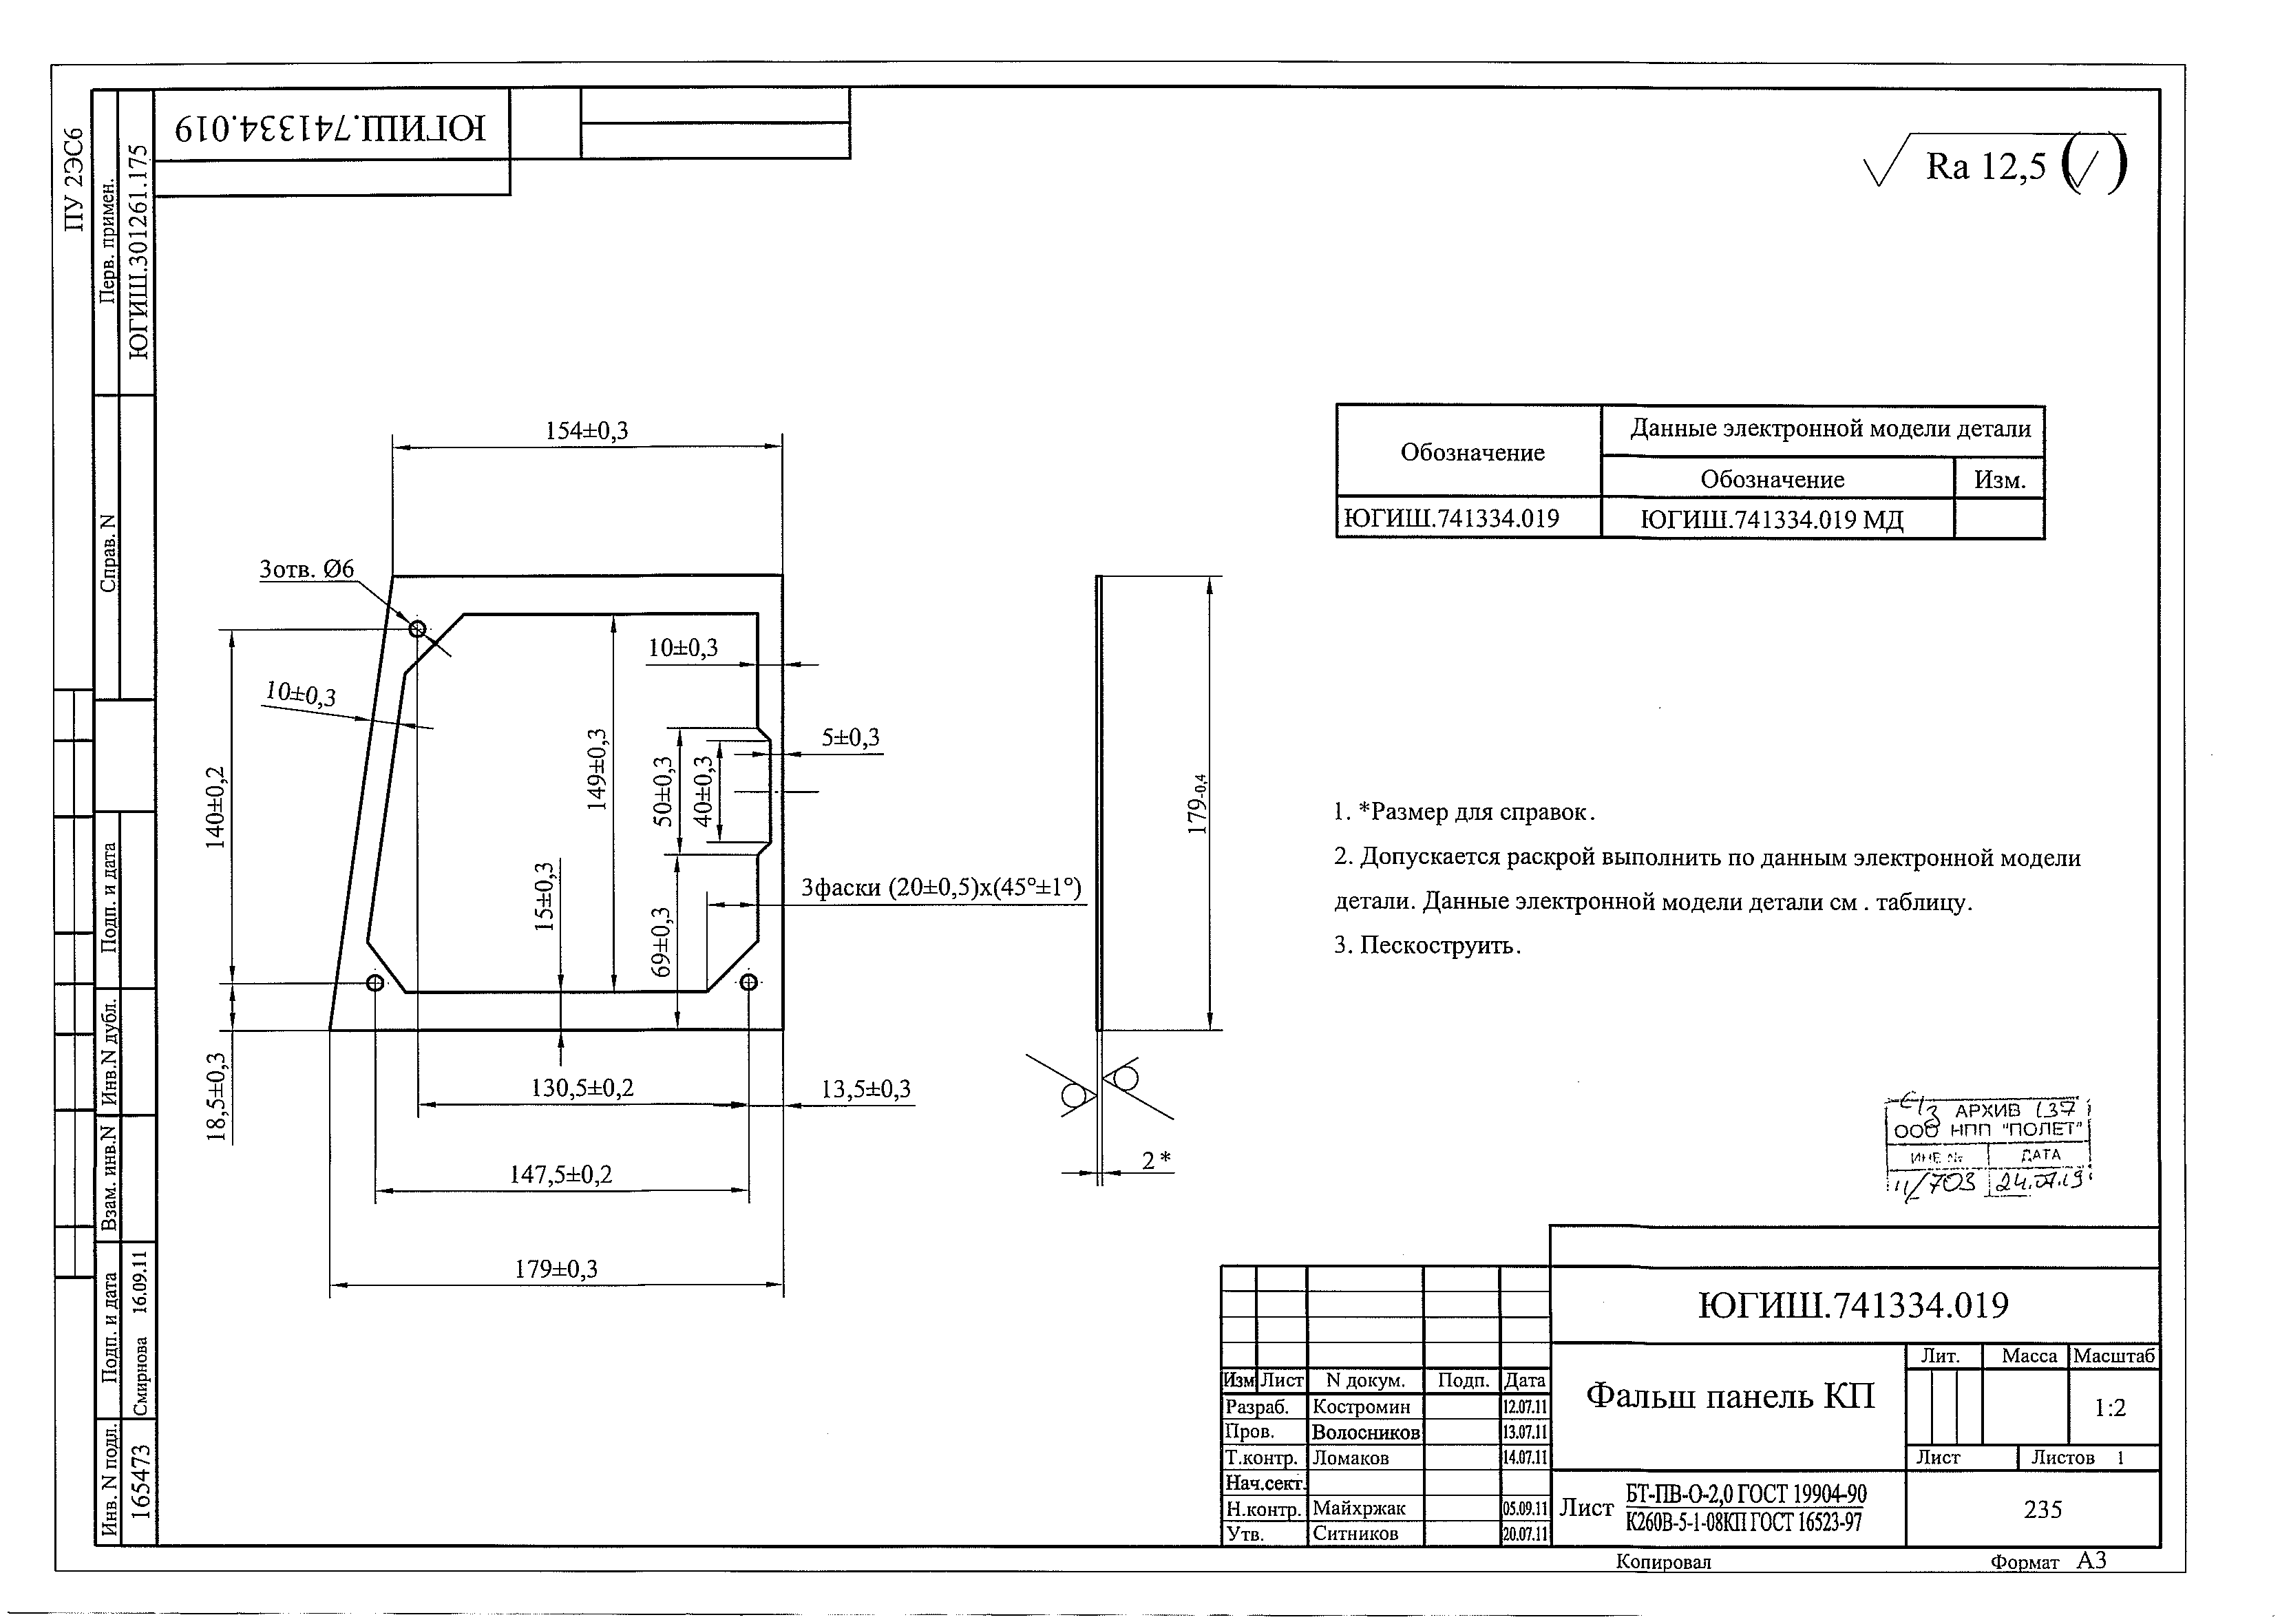 ПУ 2ЭС6
Перв. примен.
ЮГИШ.301261.175
Справ. N
Подп. и дата
Инв.N дубл.
Взам. инв.N
Подп. и дата
Смирнова 16.09.11
Инв. N подл.
165473
ЮГИШ.741334.019
Ra 12,5
Обозначение
Данные электронной модели детали
Обозначение
Изм.
ЮГИШ.741334.019
ЮГИШ.741334.019 МД
154±0,3
3отв. Ø6
10±0,3
10±0,3
5±0,3
149±0,3
50±0,3
40±0,3
140±0,2
15±0,3
69±0,3
3фаски (20±0,5)x(45°±1°)
18,5±0,3
130,5±0,2
13,5±0,3
147,5±0,2
179±0,3
179-0,4
2*
1. *Размер для справок.
2. Допускается раскрой выполнить по данным электронной модели
детали. Данные электронной модели детали см . таблицу.
3. Пескоструить.
АРХИВ 137
ООО НПП "ПОЛЕТ"
ИНВ № ДАТА
11/703 24.07.19
ЮГИШ.741334.019
Фальш панель КП
Лит. Масса Масштаб
1:2
Лист Листов 1
Изм Лист N докум. Подп. Дата
Разраб. Костромин 12.07.11
Пров. Волосников 13.07.11
Т.контр. Ломаков 14.07.11
Нач.сект.
Н.контр. Майхржак 05.09.11
Утв. Ситников 20.07.11
Лист
БТ-ПВ-О-2,0 ГОСТ 19904-90
К260В-5-1-08КП ГОСТ 16523-97
235
Копировал
Формат А3